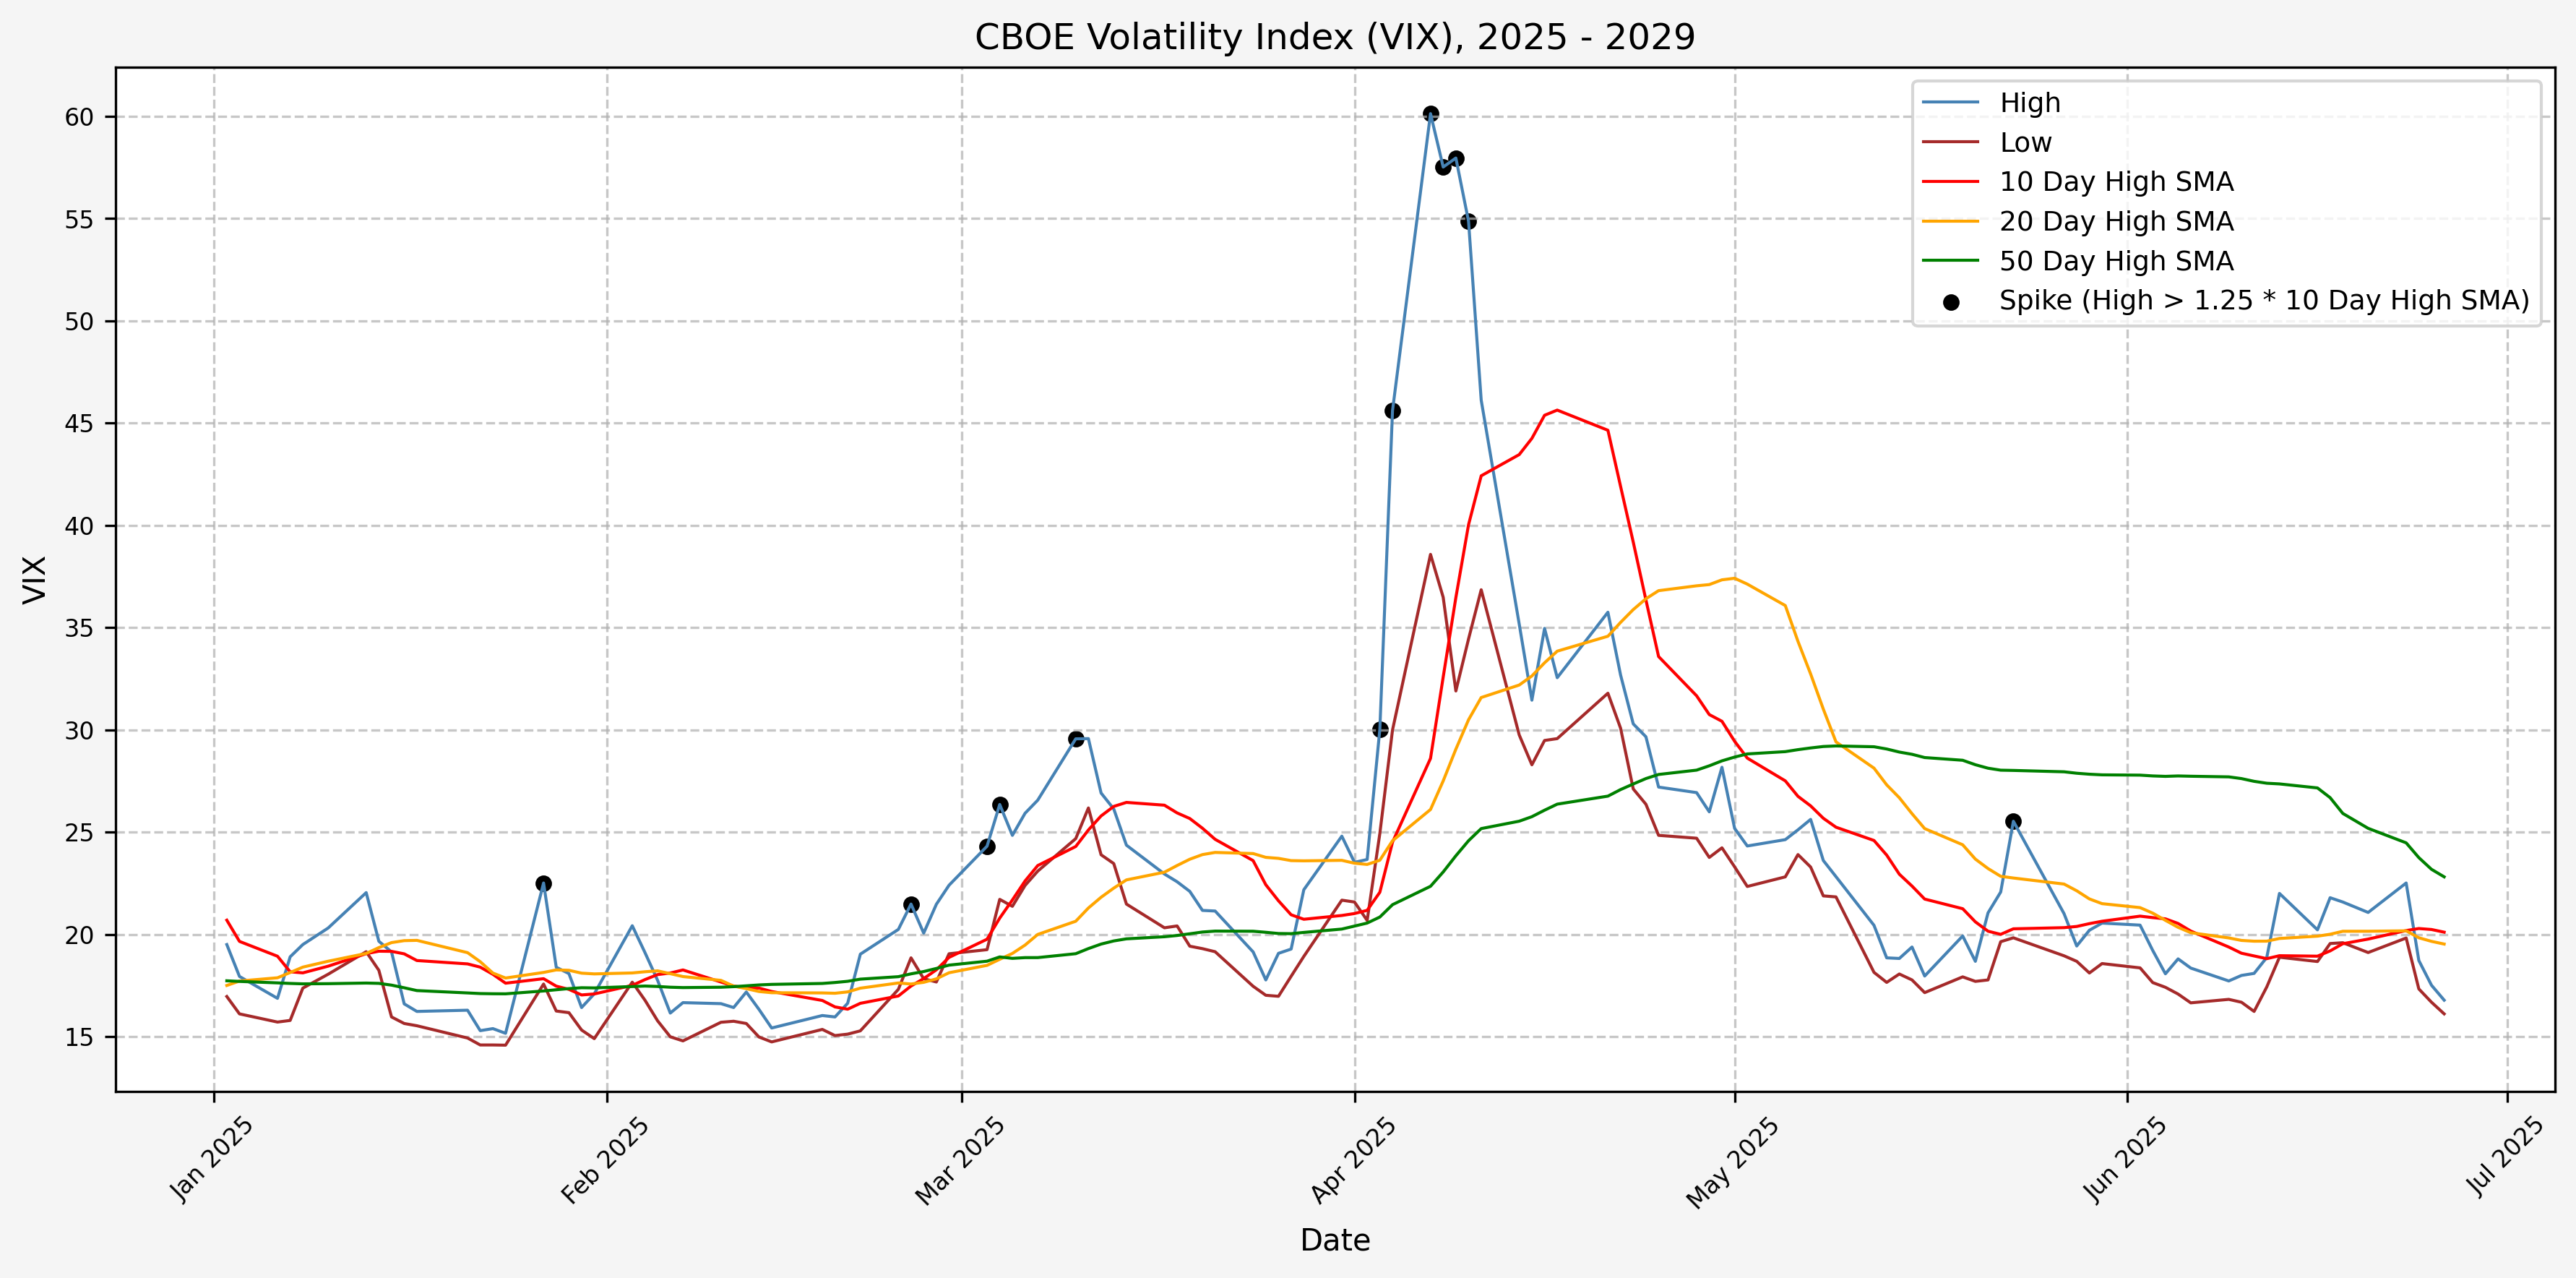 CBOE Volatility Index (VIX), 2025 - 2029
60
55
50
45
40
35
30
25
20
15
VIX
High
Low
10 Day High SMA
20 Day High SMA
50 Day High SMA
Spike (High > 1.25 * 10 Day High SMA)
Jan 2025
Feb 2025
Mar 2025
Apr 2025
May 2025
Jun 2025
Jul 2025
Date